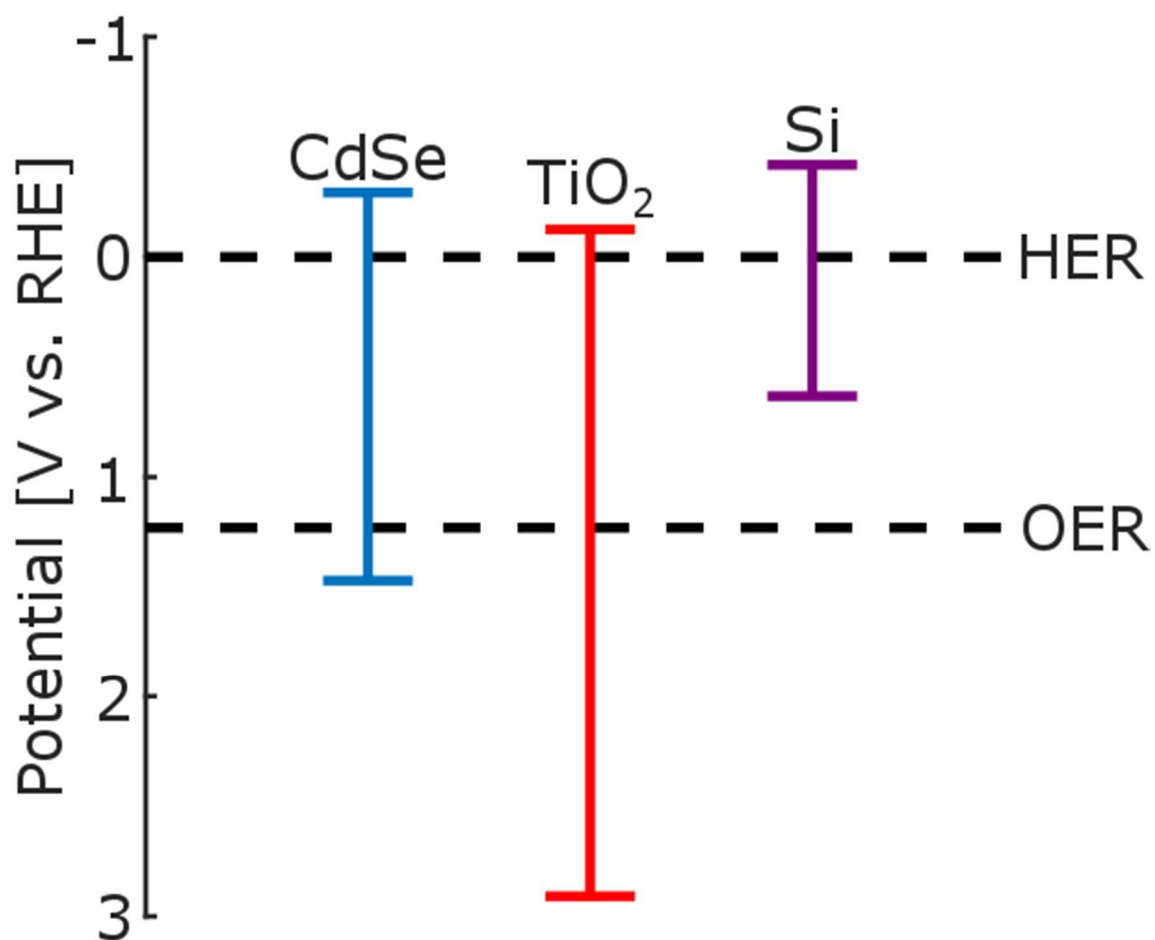 -1
CdSe
TiO₂
Si
0
HER
1
OER
2
3
Potential [V vs. RHE]